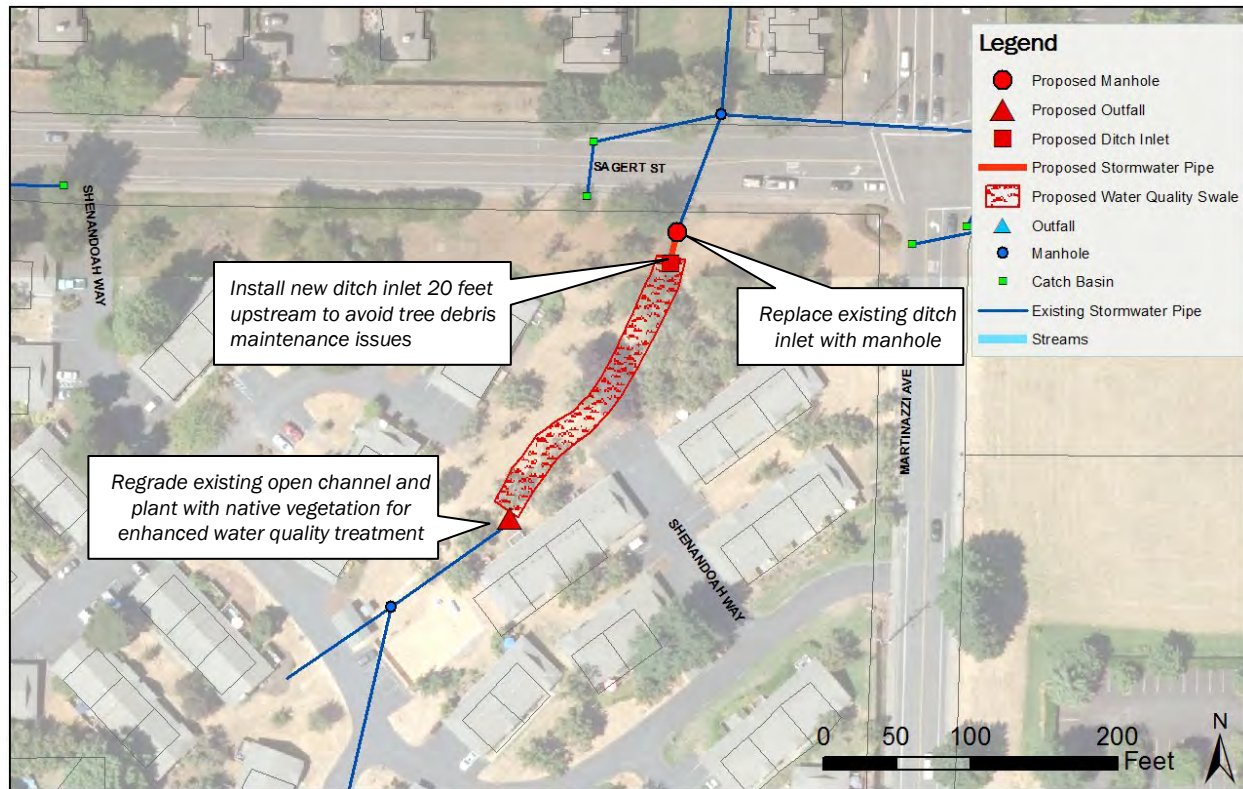 Legend
Proposed Manhole
Proposed Outfall
Proposed Ditch Inlet
Proposed Stormwater Pipe
Proposed Water Quality Swale
Outfall
Manhole
Catch Basin
Existing Stormwater Pipe
Streams
SAGERT ST
SHENANDOAH WAY
Install new ditch inlet 20 feet
upstream to avoid tree debris
maintenance issues
Replace existing ditch
inlet with manhole
MARTINAZZI AVE
Regrade existing open channel and
plant with native vegetation for
enhanced water quality treatment
SHENANDOAH WAY
0 50 100 200
Feet
N